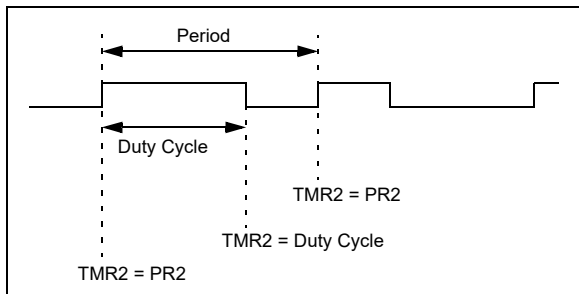 Period
Duty Cycle
TMR2 = PR2
TMR2 = Duty Cycle
TMR2 = PR2